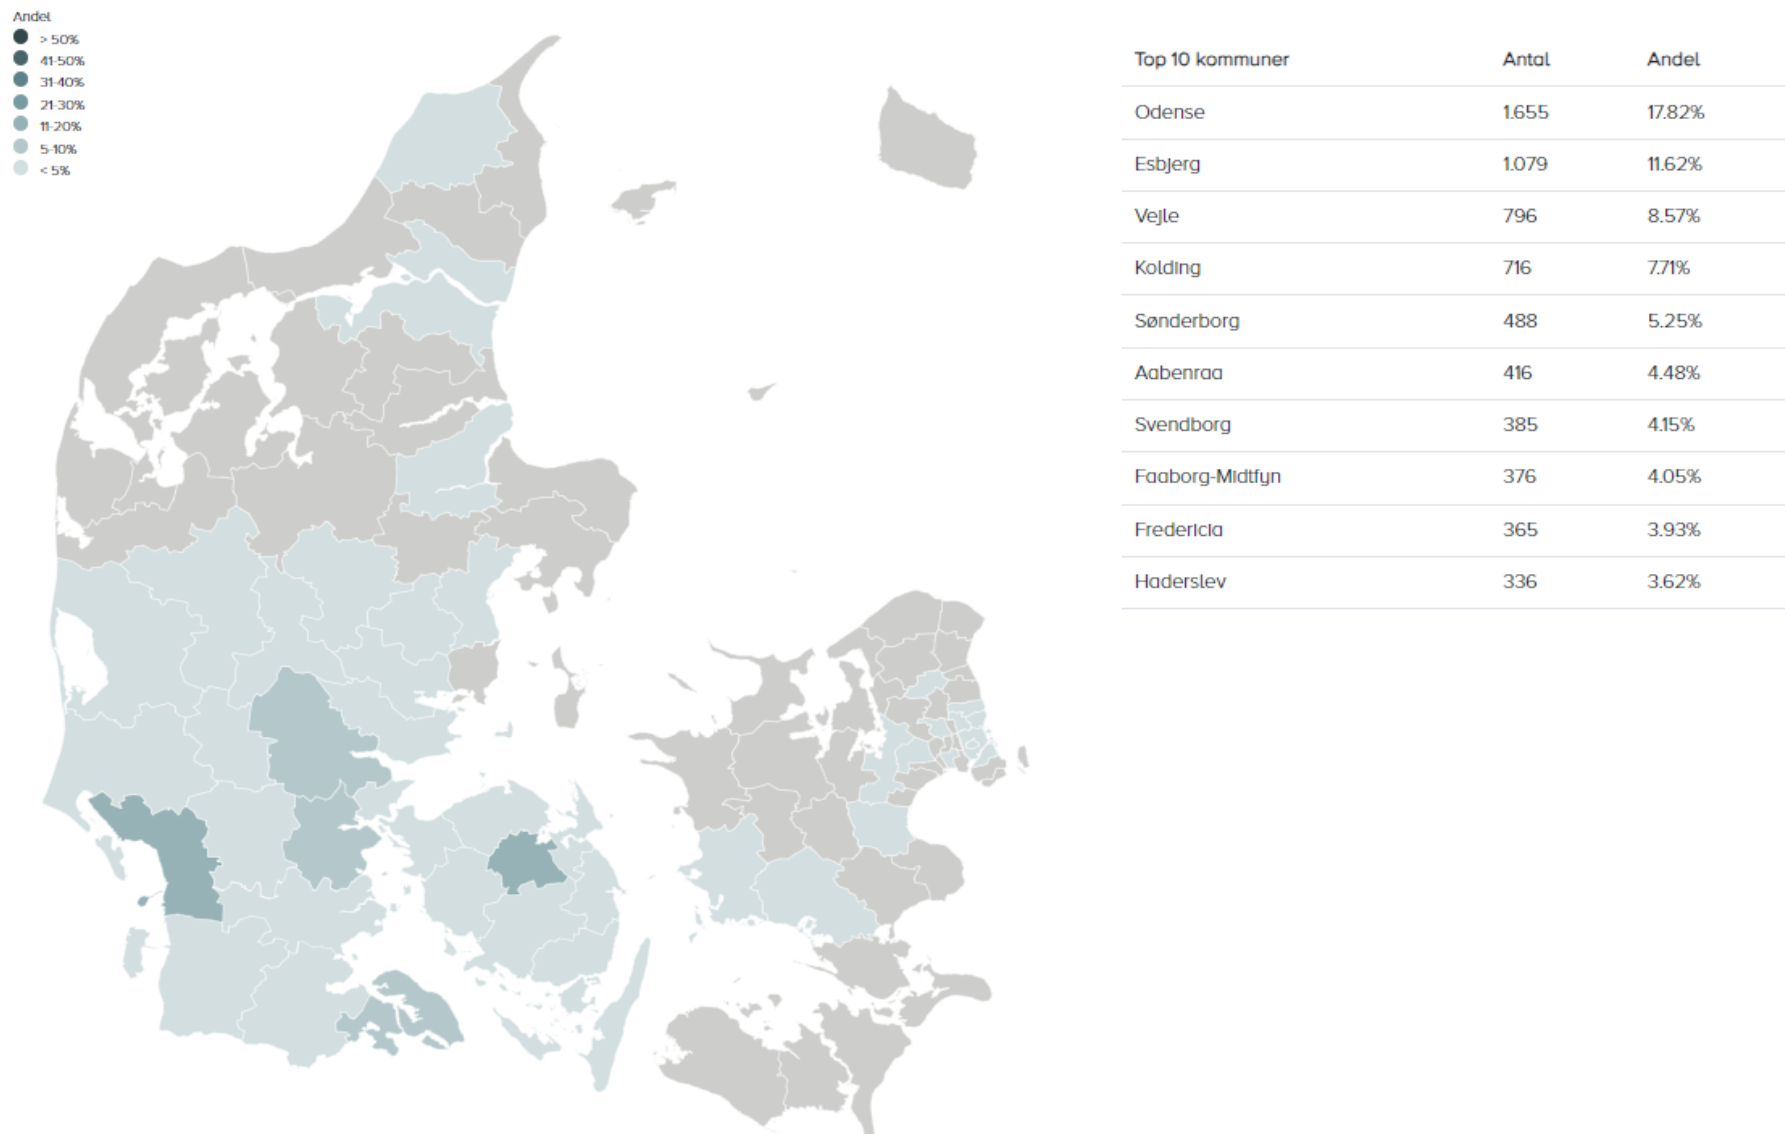 Andel
> 50%
41-50%
31-40%
21-30%
11-20%
5-10%
< 5%
Top 10 kommuner Antal Andel
Odense 1.655 17.82%
Esbjerg 1.079 11.62%
Vejle 796 8.57%
Kolding 716 7.71%
Sønderborg 488 5.25%
Aabenraa 416 4.48%
Svendborg 385 4.15%
Faaborg-Midtfyn 376 4.05%
Fredericia 365 3.93%
Haderslev 336 3.62%